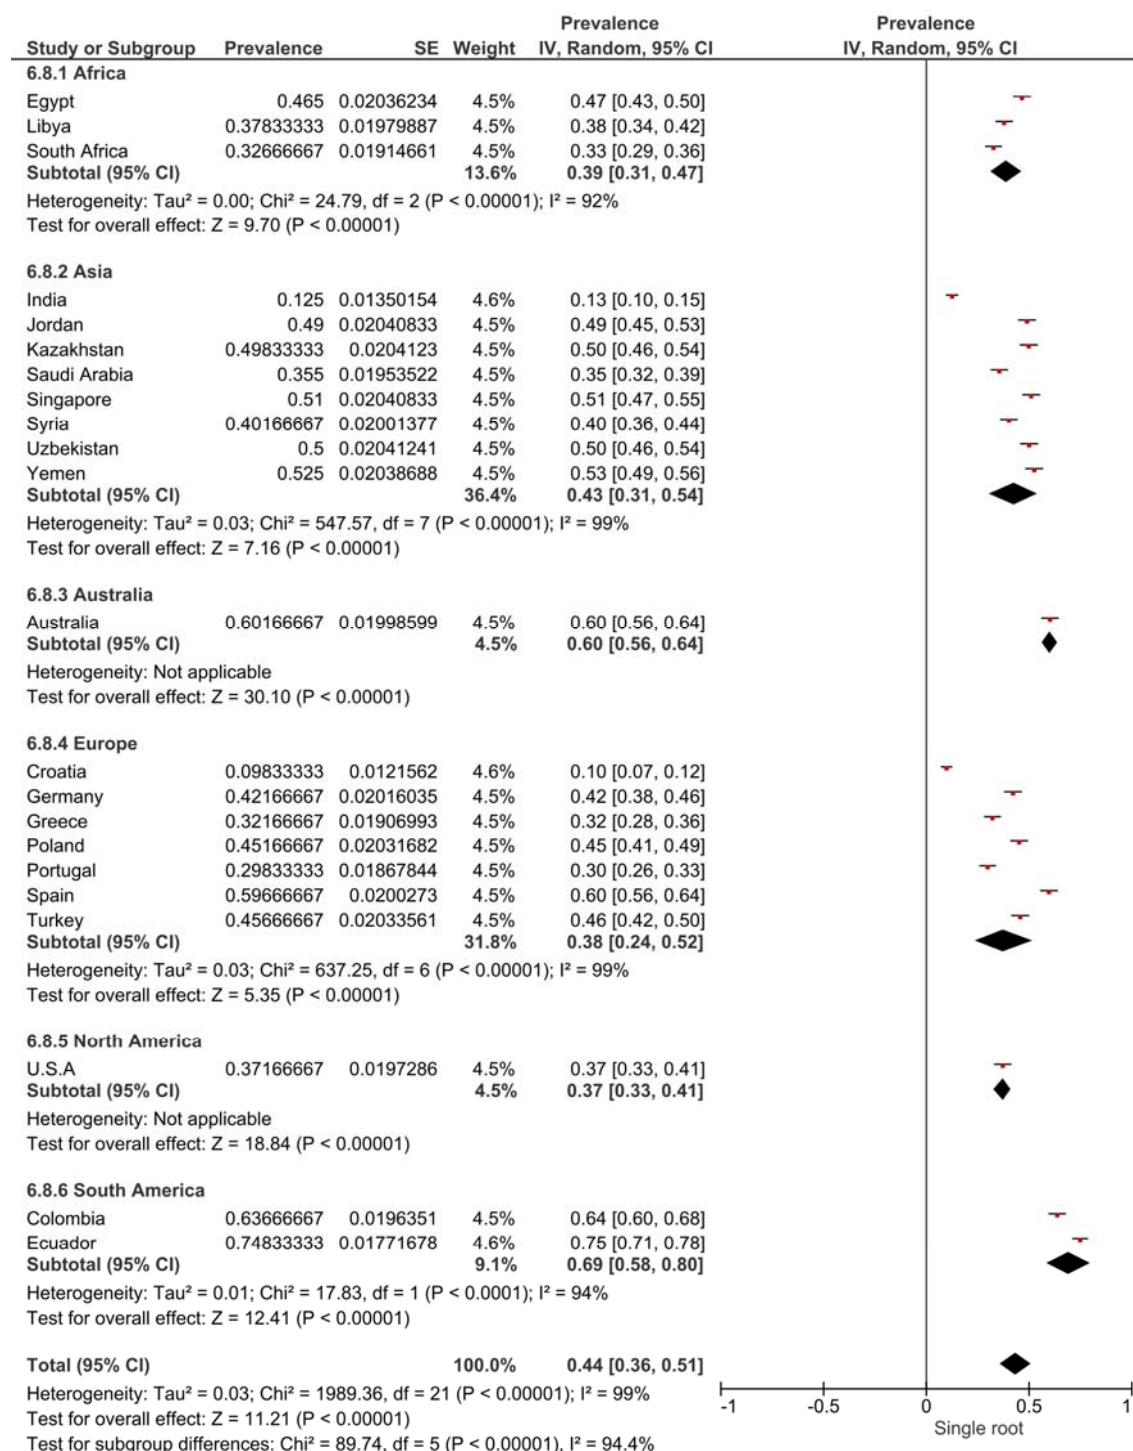 Prevalence Prevalence
Study or Subgroup Prevalence SE Weight IV, Random, 95% CI IV, Random, 95% CI
6.8.1 Africa
Egypt 0.465 0.02036234 4.5% 0.47 [0.43, 0.50]
Libya 0.37833333 0.01979887 4.5% 0.38 [0.34, 0.42]
South Africa 0.32666667 0.01914661 4.5% 0.33 [0.29, 0.36]
Subtotal (95% CI) 13.6% 0.39 [0.31, 0.47]
Heterogeneity: Tau² = 0.00; Chi² = 24.79, df = 2 (P < 0.00001); I² = 92%
Test for overall effect: Z = 9.70 (P < 0.00001)
6.8.2 Asia
India 0.125 0.01350154 4.6% 0.13 [0.10, 0.15]
Jordan 0.49 0.02040833 4.5% 0.49 [0.45, 0.53]
Kazakhstan 0.49833333 0.0204123 4.5% 0.50 [0.46, 0.54]
Saudi Arabia 0.355 0.01953522 4.5% 0.35 [0.32, 0.39]
Singapore 0.51 0.02040833 4.5% 0.51 [0.47, 0.55]
Syria 0.40166667 0.02001377 4.5% 0.40 [0.36, 0.44]
Uzbekistan 0.5 0.02041241 4.5% 0.50 [0.46, 0.54]
Yemen 0.525 0.02038688 4.5% 0.53 [0.49, 0.56]
Subtotal (95% CI) 36.4% 0.43 [0.31, 0.54]
Heterogeneity: Tau² = 0.03; Chi² = 547.57, df = 7 (P < 0.00001); I² = 99%
Test for overall effect: Z = 7.16 (P < 0.00001)
6.8.3 Australia
Australia 0.60166667 0.01998599 4.5% 0.60 [0.56, 0.64]
Subtotal (95% CI) 4.5% 0.60 [0.56, 0.64]
Heterogeneity: Not applicable
Test for overall effect: Z = 30.10 (P < 0.00001)
6.8.4 Europe
Croatia 0.09833333 0.0121562 4.6% 0.10 [0.07, 0.12]
Germany 0.42166667 0.02016035 4.5% 0.42 [0.38, 0.46]
Greece 0.32166667 0.01906993 4.5% 0.32 [0.28, 0.36]
Poland 0.45166667 0.02031682 4.5% 0.45 [0.41, 0.49]
Portugal 0.29833333 0.01867844 4.5% 0.30 [0.26, 0.33]
Spain 0.59666667 0.0200273 4.5% 0.60 [0.56, 0.64]
Turkey 0.45666667 0.02033561 4.5% 0.46 [0.42, 0.50]
Subtotal (95% CI) 31.8% 0.38 [0.24, 0.52]
Heterogeneity: Tau² = 0.03; Chi² = 637.25, df = 6 (P < 0.00001); I² = 99%
Test for overall effect: Z = 5.35 (P < 0.00001)
6.8.5 North America
U.S.A 0.37166667 0.0197286 4.5% 0.37 [0.33, 0.41]
Subtotal (95% CI) 4.5% 0.37 [0.33, 0.41]
Heterogeneity: Not applicable
Test for overall effect: Z = 18.84 (P < 0.00001)
6.8.6 South America
Colombia 0.63666667 0.0196351 4.5% 0.64 [0.60, 0.68]
Ecuador 0.74833333 0.01771678 4.6% 0.75 [0.71, 0.78]
Subtotal (95% CI) 9.1% 0.69 [0.58, 0.80]
Heterogeneity: Tau² = 0.01; Chi² = 17.83, df = 1 (P < 0.0001); I² = 94%
Test for overall effect: Z = 12.41 (P < 0.00001)
Total (95% CI) 100.0% 0.44 [0.36, 0.51]
Heterogeneity: Tau² = 0.03; Chi² = 1989.36, df = 21 (P < 0.00001); I² = 99%
Test for overall effect: Z = 11.21 (P < 0.00001)
Test for subgroup differences: Chi² = 89.74, df = 5 (P < 0.00001), I² = 94.4%
-1 -0.5 0 0.5 1
Single root